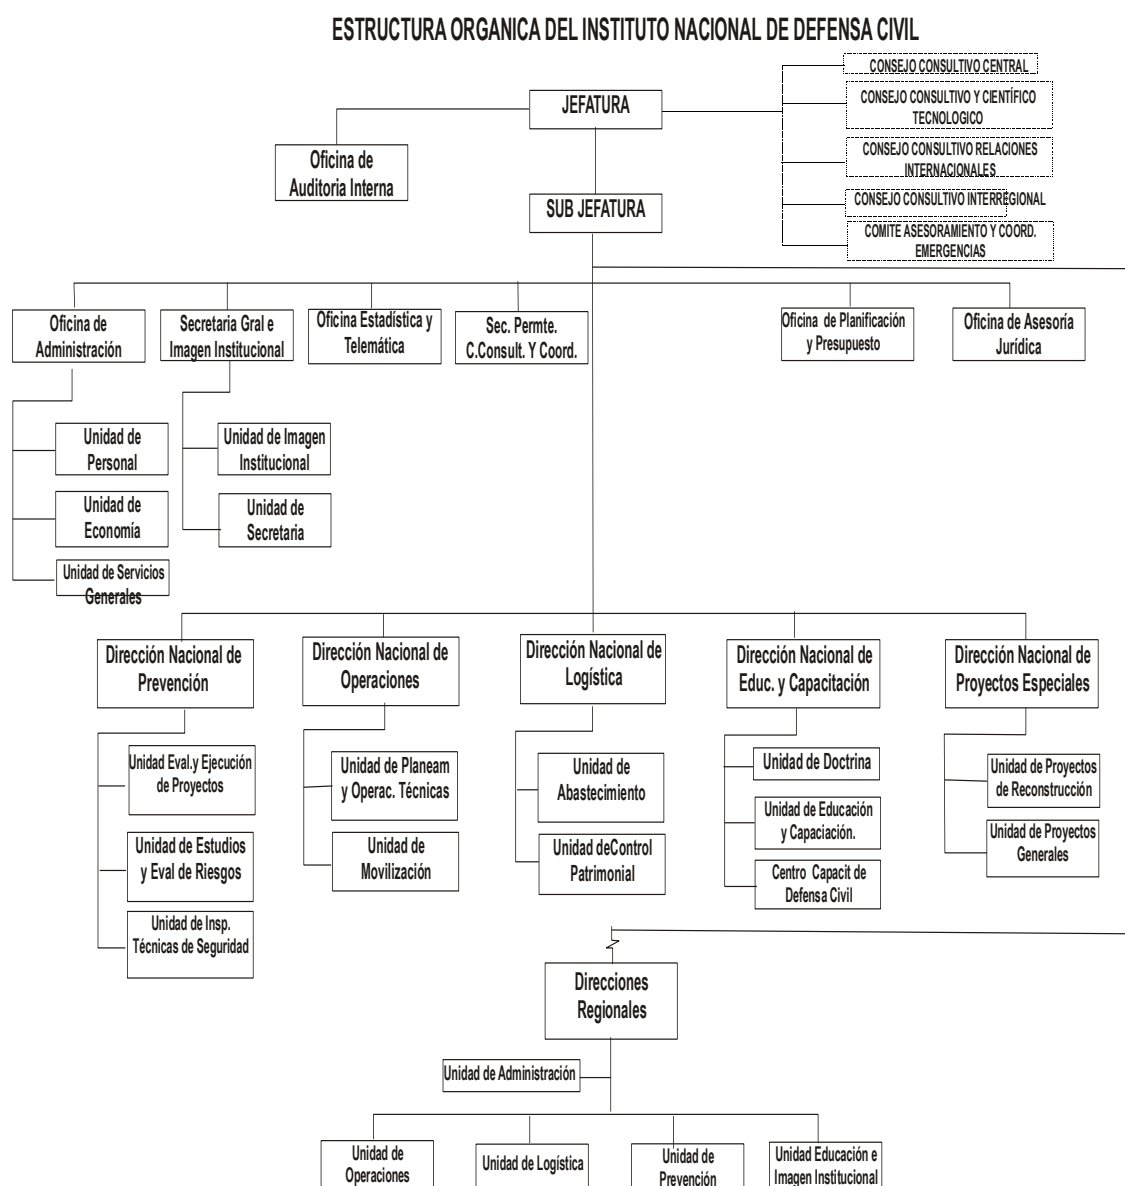 ESTRUCTURA ORGANICA DEL INSTITUTO NACIONAL DE DEFENSA CIVIL
CONSEJO CONSULTIVO CENTRAL
JEFATURA
CONSEJO CONSULTIVO Y CIENTÍFICO
TECNOLOGICO
Oficina de
Auditoria Interna
CONSEJO CONSULTIVO RELACIONES
INTERNACIONALES
SUB JEFATURA
CONSEJO CONSULTIVO INTERREGIONAL
COMITE ASESORAMIENTO Y COORD.
EMERGENCIAS
Oficina de
Administración
Secretaria Gral e
Imagen Institucional
Oficina Estadística y
Telemática
Sec. Permte.
C.Consult. Y Coord.
Oficina de Planificación
y Presupuesto
Oficina de Asesoría
Jurídica
Unidad de
Personal
Unidad de
Economía
Unidad de Servicios
Generales
Unidad de Imagen
Institucional
Unidad de
Secretaria
Dirección Nacional de
Prevención
Dirección Nacional de
Operaciones
Dirección Nacional de
Logística
Dirección Nacional de
Educ. y Capacitación
Dirección Nacional de
Proyectos Especiales
Unidad Eval.y Ejecución
de Proyectos
Unidad de Estudios
y Eval de Riesgos
Unidad de Insp.
Técnicas de Seguridad
Unidad de Planeam
y Operac. Técnicas
Unidad de
Movilización
Unidad de
Abastecimiento
Unidad deControl
Patrimonial
Unidad de Doctrina
Unidad de Educación
y Capaciación.
Centro Capacit de
Defensa Civil
Unidad de Proyectos
de Reconstrucción
Unidad de Proyectos
Generales
Direcciones
Regionales
Unidad de Administración
Unidad de
Operaciones
Unidad de Logística
Unidad de
Prevención
Unidad Educación e
Imagen Institucional